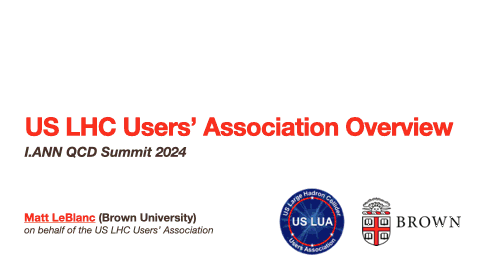 US LHC Users' Association Overview
I.ANN QCD Summit 2024
Matt LeBlanc (Brown University)
on behalf of the US LHC Users' Association
US Large Hadron Collider
US LUA
Users Association
BROWN